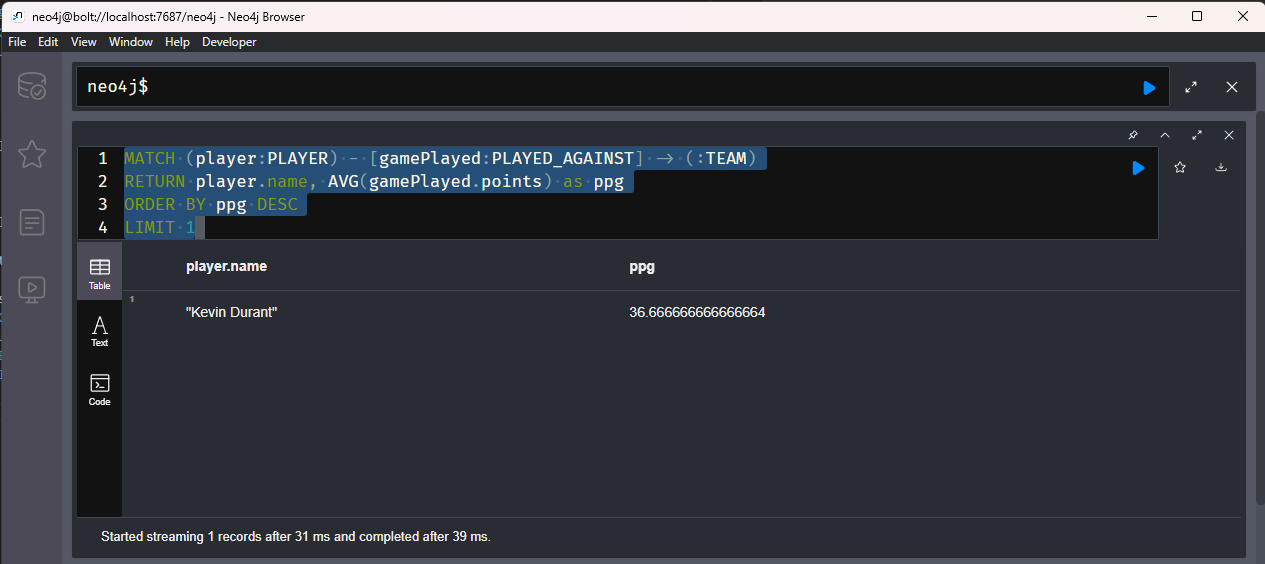 neo4j@bolt://localhost:7687/neo4j - Neo4j Browser
File Edit View Window Help Developer
neo4j$
1 MATCH (player:PLAYER) - [gamePlayed:PLAYED_AGAINST] -> (:TEAM)
2 RETURN player.name, AVG(gamePlayed.points) as ppg
3 ORDER BY ppg DESC
4 LIMIT 1
player.name ppg
Table
1 "Kevin Durant" 36.666666666666664
Text
Code
Started streaming 1 records after 31 ms and completed after 39 ms.